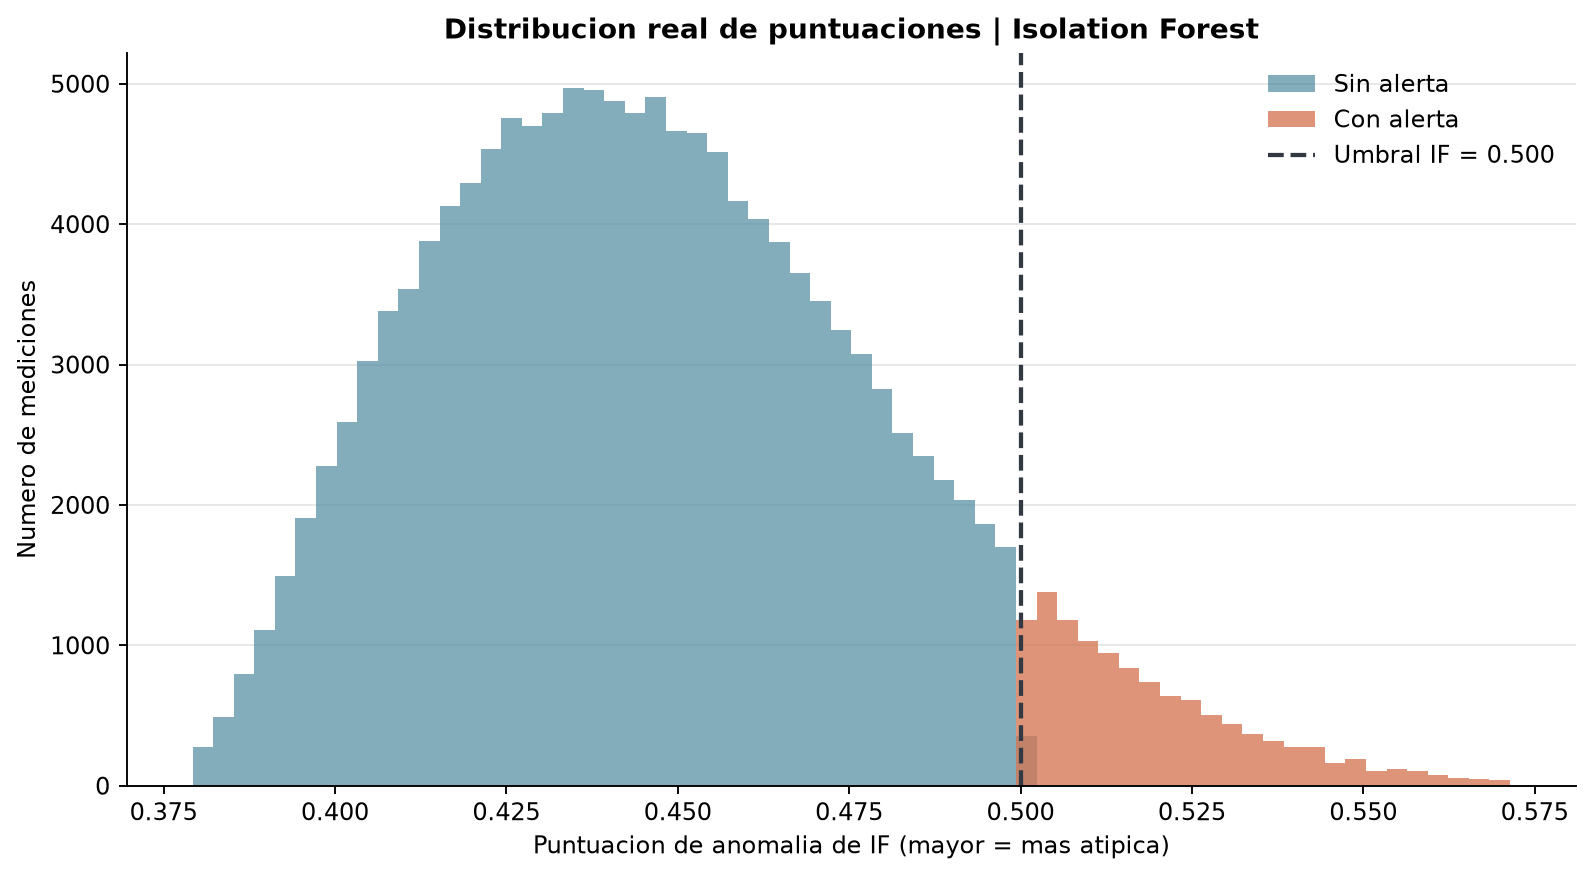 Distribucion real de puntuaciones | Isolation Forest
Sin alerta
Con alerta
Umbral IF = 0.500
Numero de mediciones
5000
4000
3000
2000
1000
0
0.375 0.400 0.425 0.450 0.475 0.500 0.525 0.550 0.575
Puntuacion de anomalia de IF (mayor = mas atipica)